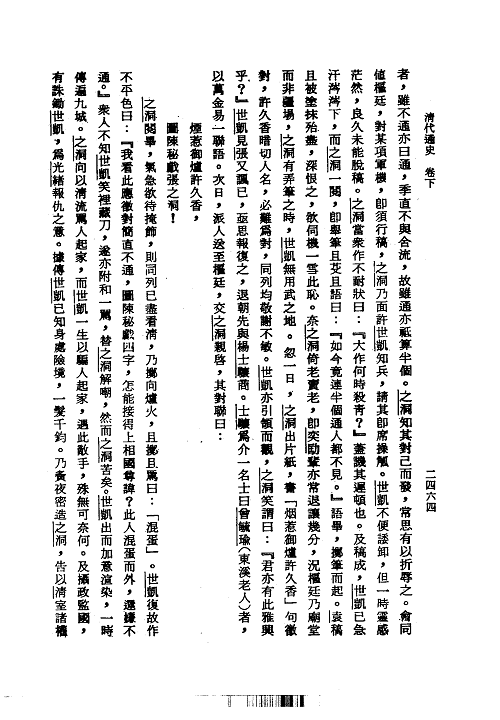 清代通史　卷下
二四六四
者，雖不通亦曰通，季直不與合流，故雖通亦祗算半個。之洞知其對己而發，常思有以折辱之。會同
値樞廷，對某項軍機，卽須行稿，之洞乃面許世凱知兵，請其卽席操觚。世凱不便諉卸，但一時靈感
茫然，良久未能脫稿。之洞當衆作不耐狀曰：『大作何時殺靑？』蓋譏其遲頓也。及稿成，世凱已急
汗涔涔下，而之洞一閱，卽舉筆且芟且語曰：『如今竟連半個通人都不見。』語畢，擲筆而起。袁稿
且被塗抹殆盡，深恨之，欲伺機一雪此恥。奈之洞倚老賣老，卽奕劻輩亦常退讓幾分，況樞廷乃廟堂
而非疆場，之洞有弄筆之時，世凱無用武之地。忽一日，之洞出片紙，書「烟惹御爐許久香」句徵
對，許久香暗切人名，必難爲對，同列均敬謝不敏。世凱亦引領而觀，之洞笑謂曰：『君亦有此雅興
乎？』世凱見張又諷已，亟思報復之，退朝先與楊士驤商。士驤爲介一名士曰曾毓瑜（東溪老人）者，
以萬金易一聯語。次日，派人送至樞廷，交之洞親啓，其對聯曰：
煙惹御爐許久香，
圖陳秘戲張之洞！
之洞閱畢，氣急欲待掩飾，則同列已盡看淸，乃擲向爐火，且擲且罵曰：「混蛋」。世凱復故作
不平色曰：『我看此應徵對簡直不通，圖陳秘戲四字，怎能接得上相國尊諱？此人混蛋而外，還據不
通。』衆人不知世凱笑裡藏刀，遂亦附和一罵，替之洞解嘲，然而之洞苦矣。世凱出而加意渲染，一時
傳遍九城。之洞向以淸流罵人起家，而世凱一生以騙人起家，遇此敵手，殊無可奈何。及攝政監國，
有誅鋤世凱，爲光緒報仇之意。據傳世凱已知身處險境，一髮千鈞。乃夤夜密造之洞，告以淸室諸橫